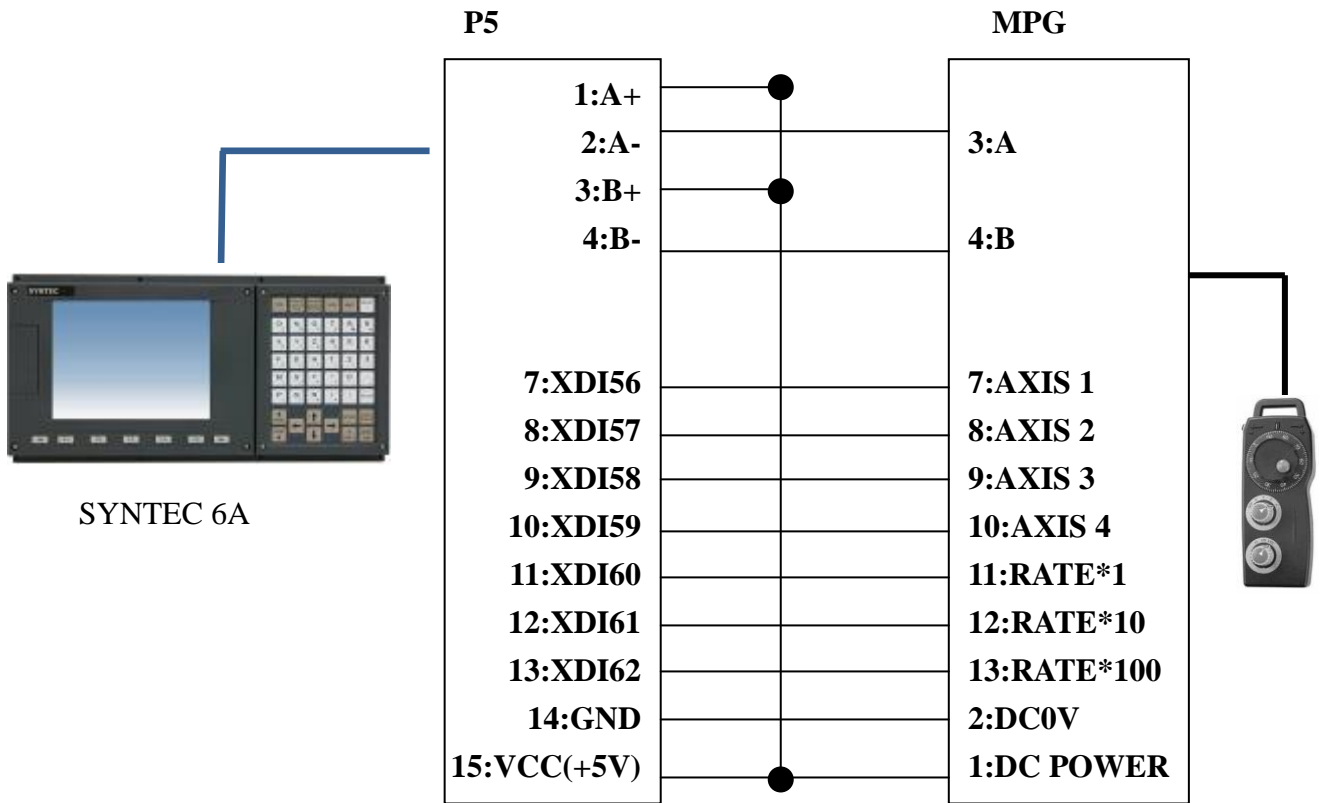 P5 MPG
1:A+
2:A- 3:A
3:B+
4:B- 4:B
7:XDI56 7:AXIS 1
8:XDI57 8:AXIS 2
9:XDI58 9:AXIS 3
10:XDI59 10:AXIS 4
11:XDI60 11:RATE*1
12:XDI61 12:RATE*10
13:XDI62 13:RATE*100
14:GND 2:DC0V
15:VCC(+5V) 1:DC POWER
SYNTEC
SYNTEC 6A